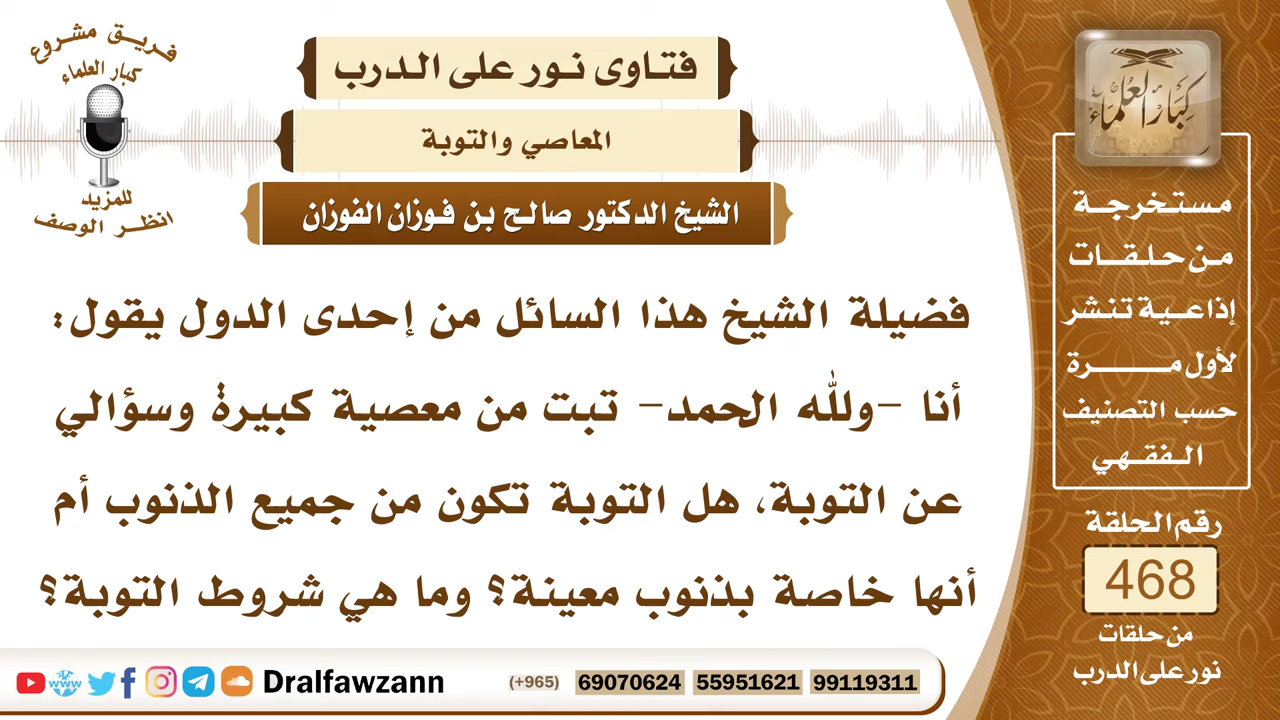 فريق مشروع
كبار العلماء
للمزيد
انظر الوصف
فتاوى نور على الدرب
المعاصي والتوبة
الشيخ الدكتور صالح بن فوزان الفوزان
فضيلة الشيخ هذا السائل من إحدى الدول يقول:
أنا -ولله الحمد- تبت من معصية كبيرة وسؤالي
عن التوبة، هل التوبة تكون من جميع الذنوب أم
أنها خاصة بذنوب معينة؟ وما هي شروط التوبة؟
كبار العلماء
مستخرجة
من حلقات
إذاعية تنشر
لأول مرة
حسب التصنيف
الفقهي
رقم الحلقة
468
من حلقات
نور على الدرب
www Dralfawzann (+965) 69070624 55951621 99119311